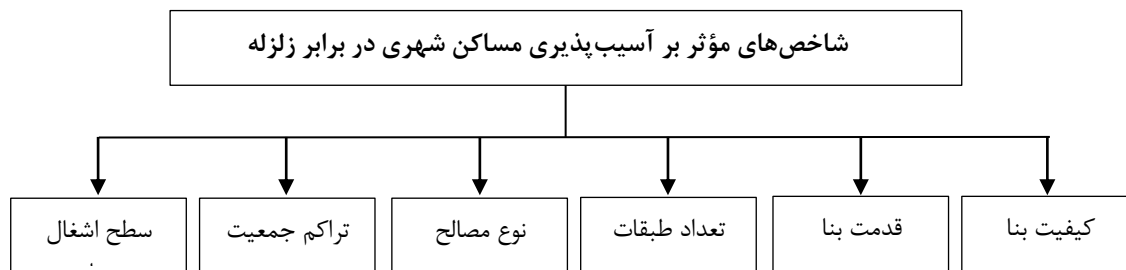 شاخص‌های مؤثر بر آسیب‌پذیری مساکن شهری در برابر زلزله
کیفیت بنا
قدمت بنا
تعداد طبقات
نوع مصالح
تراکم جمعیت
سطح اشغال